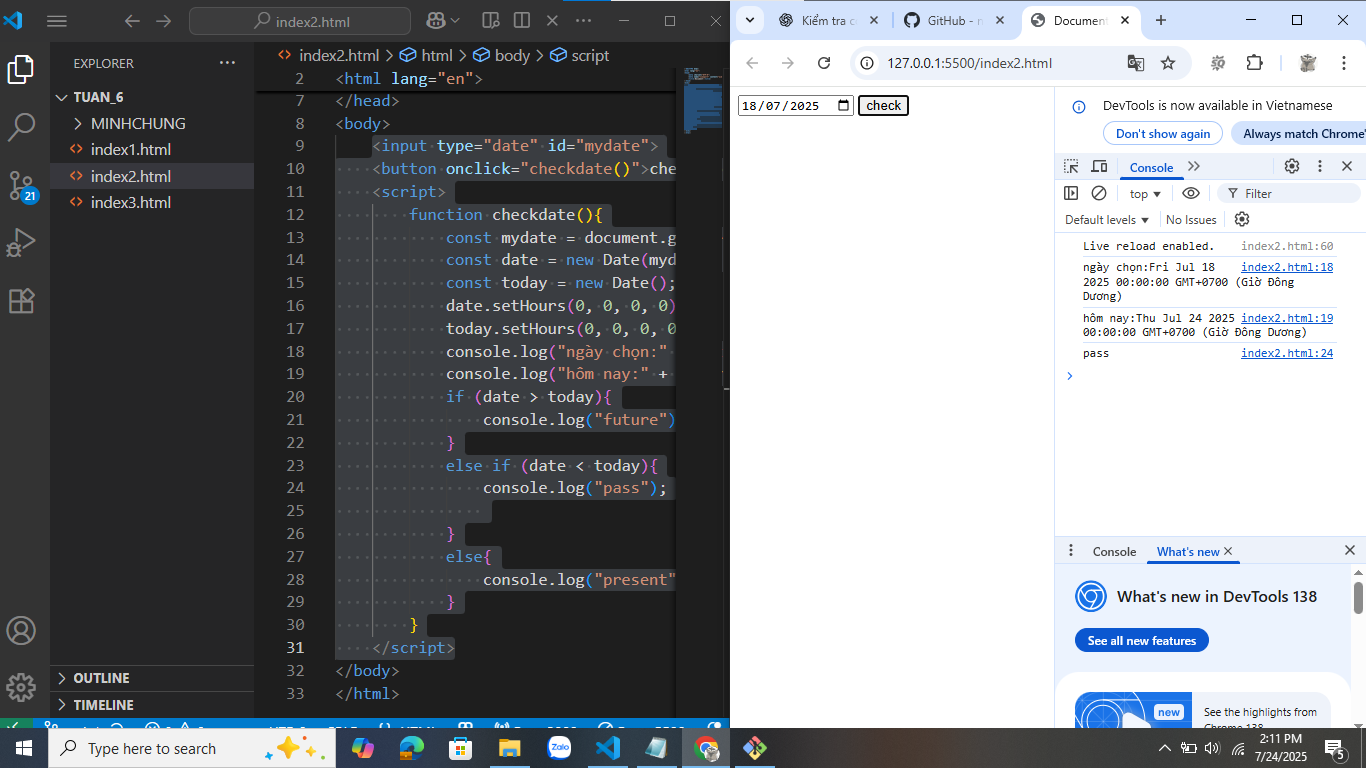 index2.html
EXPLORER
TUAN_6
MINHCHUNG
index1.html
index2.html
index3.html
21
OUTLINE
TIMELINE
index2.html > html > body > script
2 <html lang="en">
7 </head>
8 <body>
9 <input type="date" id="mydate">
10 <button onclick="checkdate()">che
11 <script>
12 function checkdate(){
13 const mydate = document.g
14 const date = new Date(myd
15 const today = new Date();
16 date.setHours(0, 0, 0, 0)
17 today.setHours(0, 0, 0, 0
18 console.log("ngày chọn:"
19 console.log("hôm nay:" +
20 if (date > today){
21 console.log("future")
22 }
23 else if (date < today){
24 console.log("pass");
25
26 }
27 else{
28 console.log("present"
29 }
30 }
31 </script>
32 </body>
33 </html>
Kiểm tra c
GitHub - n
Document
127.0.0.1:5500/index2.html
18/07/2025 check
DevTools is now available in Vietnamese
Don't show again Always match Chrome'
Console
top Filter
Default levels No Issues
Live reload enabled. index2.html:60
ngày chọn:Fri Jul 18 index2.html:18
2025 00:00:00 GMT+0700 (Giờ Đông
Dương)
hôm nay:Thu Jul 24 2025 index2.html:19
00:00:00 GMT+0700 (Giờ Đông Dương)
pass index2.html:24
Console What's new
What's new in DevTools 138
See all new features
new
See the highlights from
Type here to search
Zalo
2:11 PM
7/24/2025
5